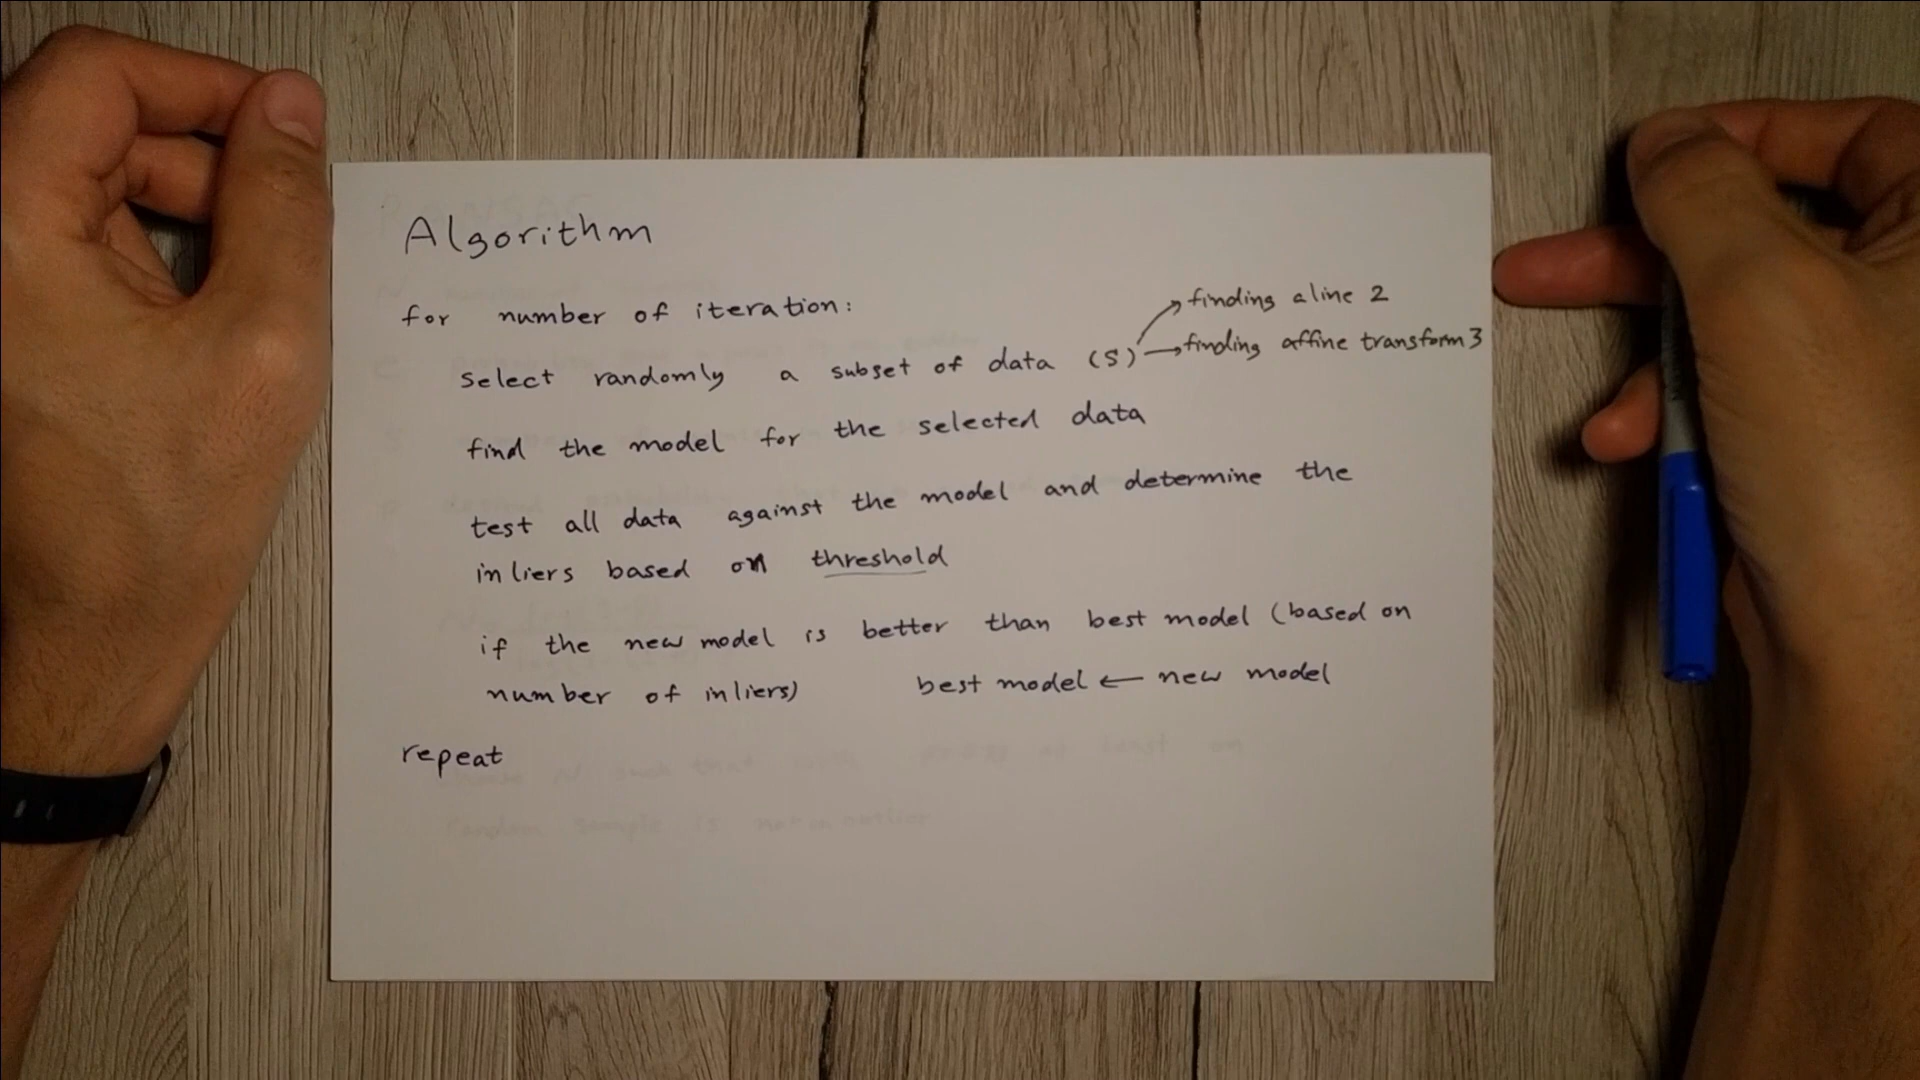 Algorithm
for number of iteration:
select randomly a subset of data (S)
finding a line 2
finding affine transform 3
find the model for the selected data
test all data against the model and determine the
inliers based on threshold
if the new model is better than best model (based on
number of inliers) best model ← new model
repeat